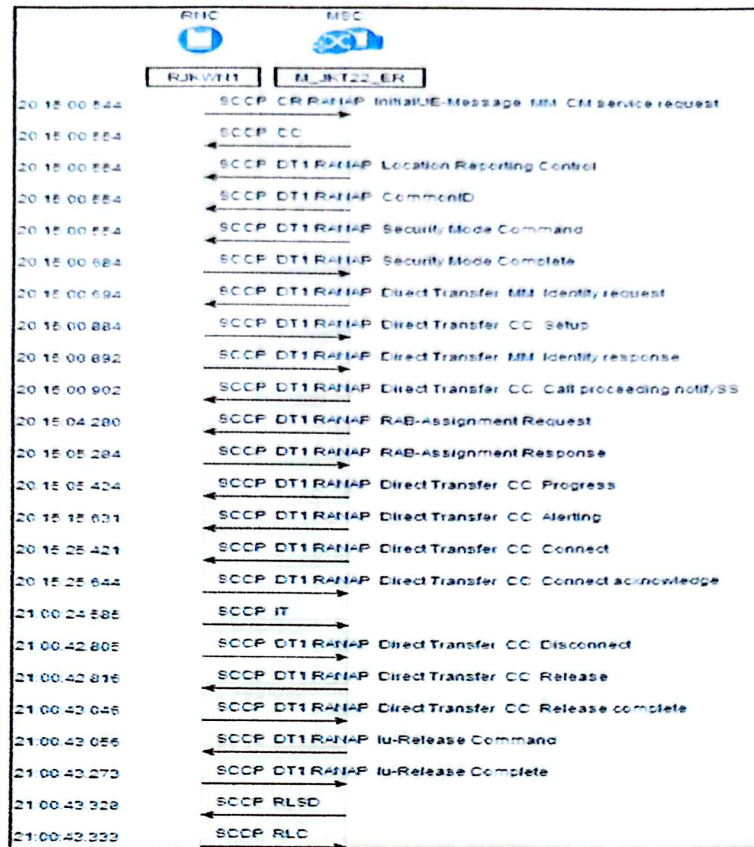 RNC MSC
RJKWN1 M_JKT22_ER
20:15:00.544 SCCP CR RANAP InitialUE-Message MM CM service request
20:15:00.554 SCCP CC
20:15:00.554 SCCP DT1 RANAP Location Reporting Control
20:15:00.554 SCCP DT1 RANAP CommonID
20:15:00.554 SCCP DT1 RANAP Security Mode Command
20:15:00.684 SCCP DT1 RANAP Security Mode Complete
20:15:00.694 SCCP DT1 RANAP Direct Transfer MM Identity request
20:15:00.884 SCCP DT1 RANAP Direct Transfer CC Setup
20:15:00.892 SCCP DT1 RANAP Direct Transfer MM Identity response
20:15:00.902 SCCP DT1 RANAP Direct Transfer CC Call proceeding notifySS
20:15:04.280 SCCP DT1 RANAP RAB-Assignment Request
20:15:05.284 SCCP DT1 RANAP RAB-Assignment Response
20:15:05.424 SCCP DT1 RANAP Direct Transfer CC Progress
20:15:15.631 SCCP DT1 RANAP Direct Transfer CC Alerting
20:15:25.421 SCCP DT1 RANAP Direct Transfer CC Connect
20:15:25.644 SCCP DT1 RANAP Direct Transfer CC Connect acknowledge
21:00:24.585 SCCP IT
21:00:42.805 SCCP DT1 RANAP Direct Transfer CC Disconnect
21:00:42.816 SCCP DT1 RANAP Direct Transfer CC Release
21:00:43.046 SCCP DT1 RANAP Direct Transfer CC Release complete
21:00:43.056 SCCP DT1 RANAP Iu-Release Command
21:00:43.273 SCCP DT1 RANAP Iu-Release Complete
21:00:43.328 SCCP RLSD
21:00:43.333 SCCP RLC